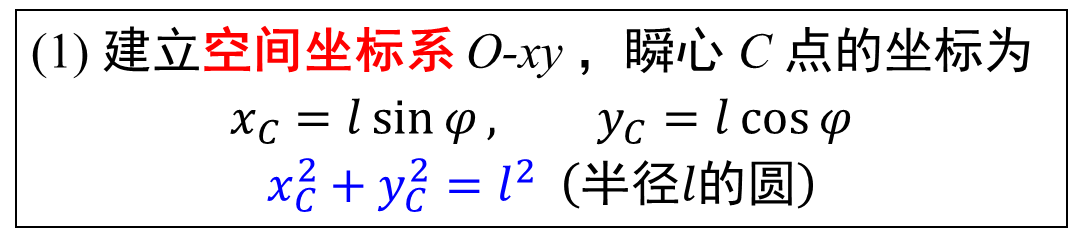 (1) 建立空间坐标系 O-xy，瞬心 C 点的坐标为
x_C = l sin φ ,   y_C = l cos φ
x_C^2 + y_C^2 = l^2 (半径l的圆)